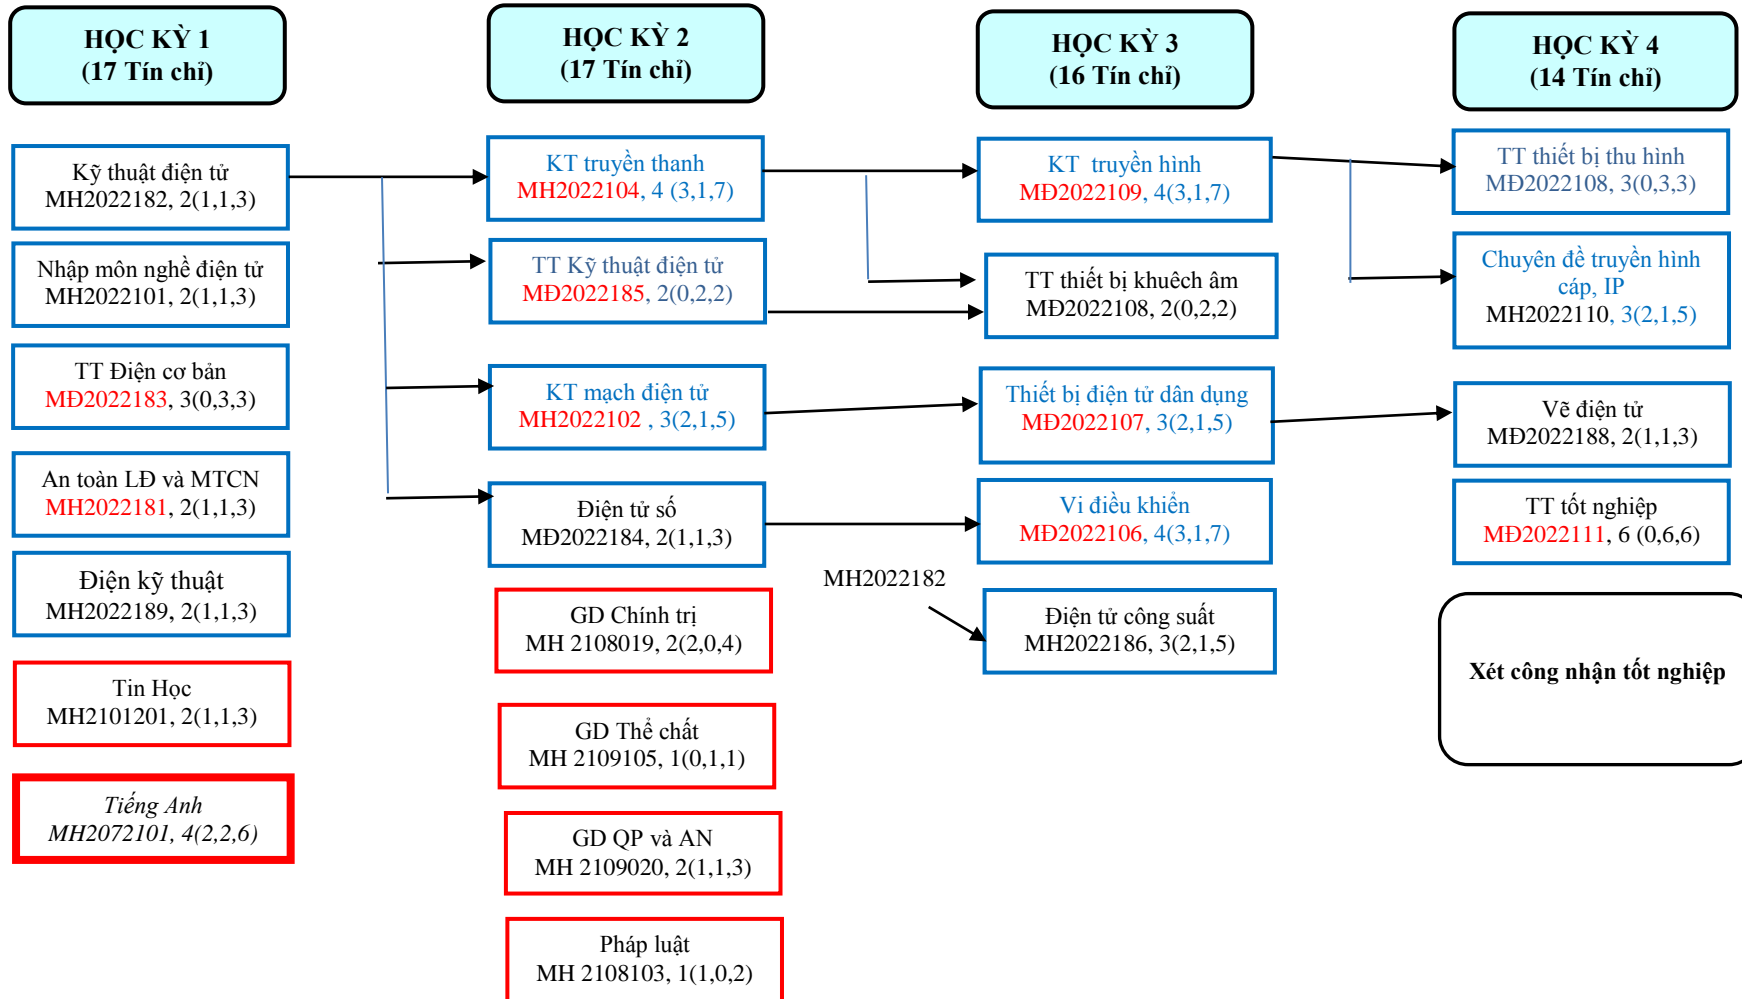 HỌC KỲ 1
(17 Tín chỉ)
Kỹ thuật điện tử
MH2022182, 2(1,1,3)
Nhập môn nghề điện tử
MH2022101, 2(1,1,3)
TT Điện cơ bản
MĐ2022183, 3(0,3,3)
An toàn LĐ và MTCN
MH2022181, 2(1,1,3)
Điện kỹ thuật
MH2022189, 2(1,1,3)
Tin Học
MH2101201, 2(1,1,3)
Tiếng Anh
MH2072101, 4(2,2,6)
HỌC KỲ 2
(17 Tín chỉ)
KT truyền thanh
MH2022104, 4 (3,1,7)
TT Kỹ thuật điện tử
MĐ2022185, 2(0,2,2)
KT mạch điện tử
MH2022102 , 3(2,1,5)
Điện tử số
MĐ2022184, 2(1,1,3)
GD Chính trị
MH 2108019, 2(2,0,4)
GD Thể chất
MH 2109105, 1(0,1,1)
GD QP và AN
MH 2109020, 2(1,1,3)
Pháp luật
MH 2108103, 1(1,0,2)
HỌC KỲ 3
(16 Tín chỉ)
KT truyền hình
MĐ2022109, 4(3,1,7)
TT thiết bị khuêch âm
MĐ2022108, 2(0,2,2)
Thiết bị điện tử dân dụng
MĐ2022107, 3(2,1,5)
Vi điều khiển
MĐ2022106, 4(3,1,7)
MH2022182
Điện tử công suất
MH2022186, 3(2,1,5)
HỌC KỲ 4
(14 Tín chỉ)
TT thiết bị thu hình
MĐ2022108, 3(0,3,3)
Chuyên đề truyền hình
cáp, IP
MH2022110, 3(2,1,5)
Vẽ điện tử
MĐ2022188, 2(1,1,3)
TT tốt nghiệp
MĐ2022111, 6 (0,6,6)
Xét công nhận tốt nghiệp